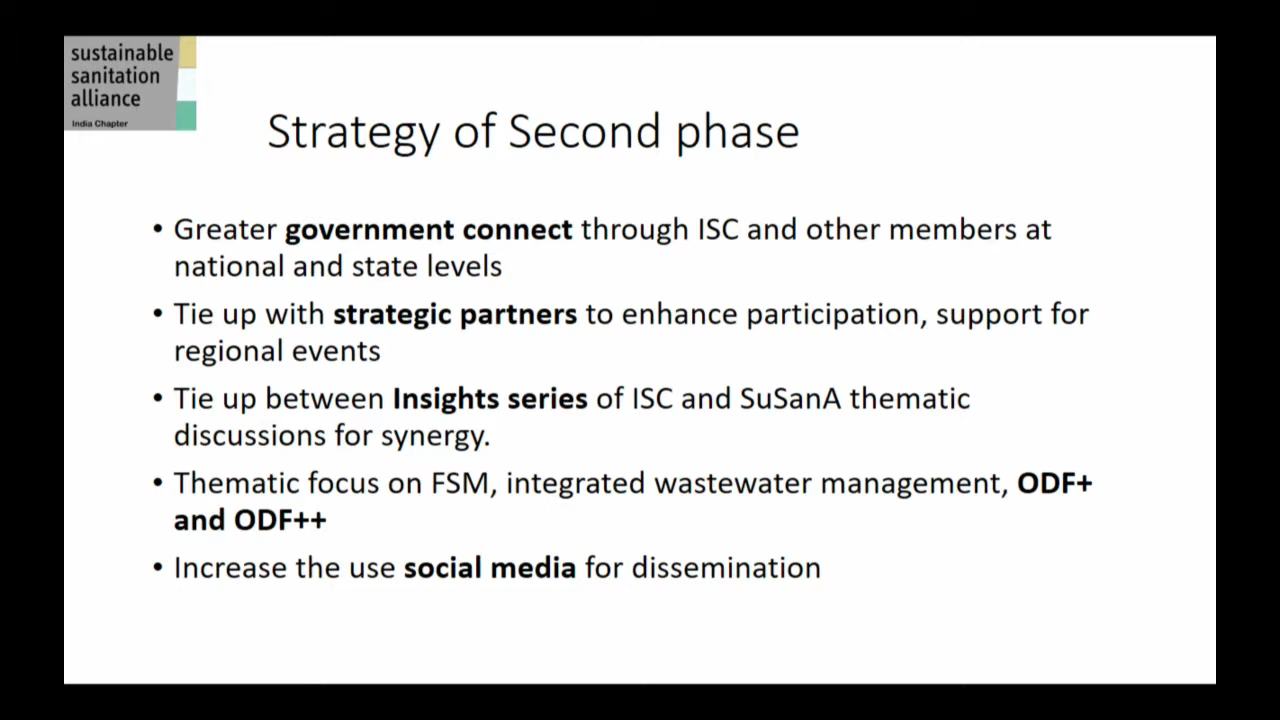 sustainable
sanitation
alliance
India Chapter
Strategy of Second phase
• Greater government connect through ISC and other members at
national and state levels
• Tie up with strategic partners to enhance participation, support for
regional events
• Tie up between Insights series of ISC and SuSanA thematic
discussions for synergy.
• Thematic focus on FSM, integrated wastewater management, ODF+
and ODF++
• Increase the use social media for dissemination